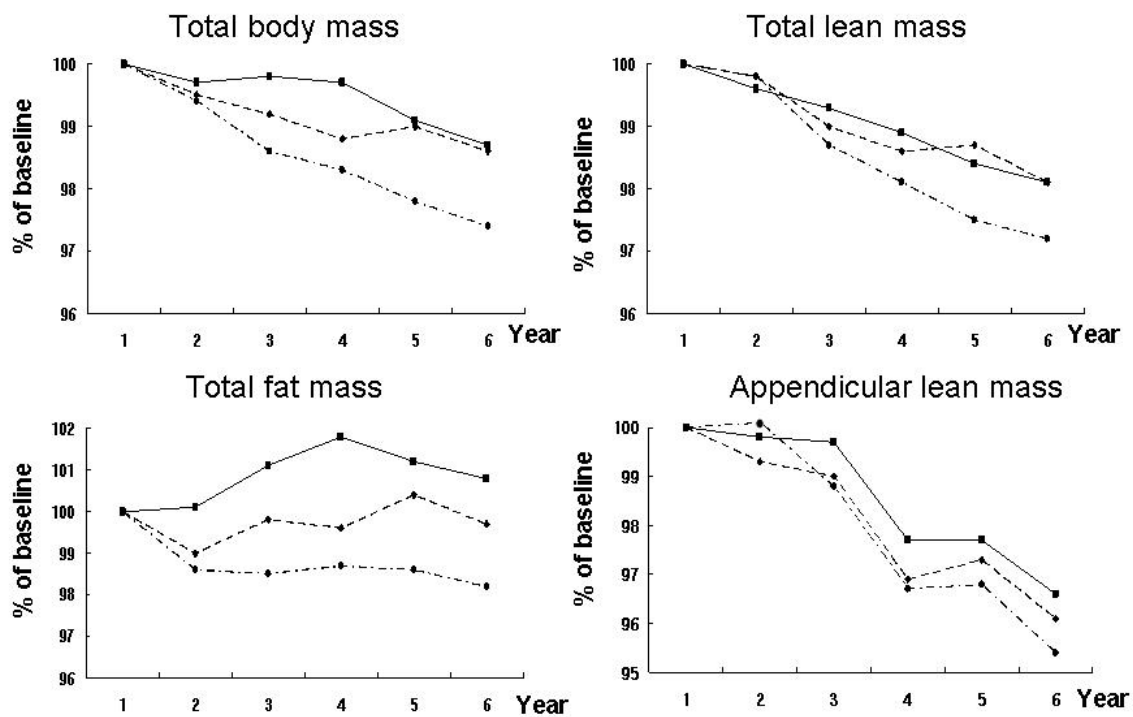 Total body mass
% of baseline
100
99
98
97
96
1 2 3 4 5 6 Year
Total lean mass
% of baseline
100
99
98
97
96
1 2 3 4 5 6 Year
Total fat mass
% of baseline
102
101
100
99
98
97
96
1 2 3 4 5 6 Year
Appendicular lean mass
% of baseline
100
99
98
97
96
95
1 2 3 4 5 6 Year